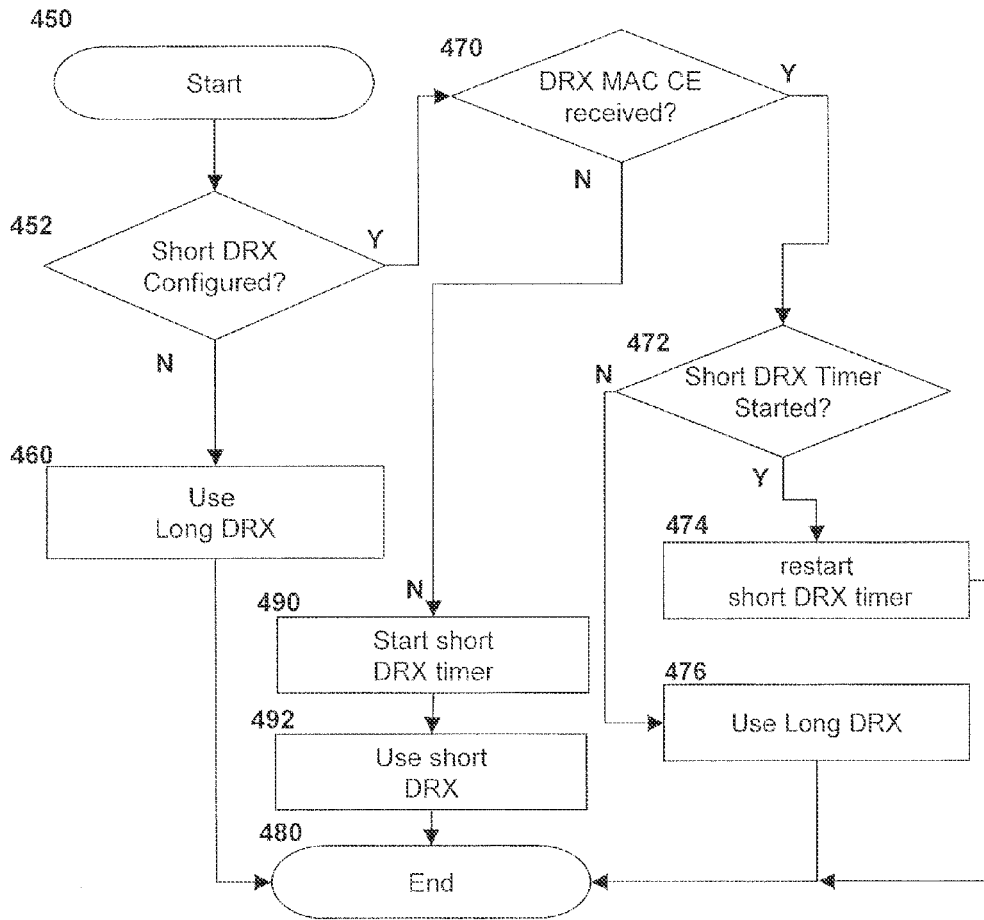 450
Start
452
Short DRX
Configured?
Y
N
460
Use
Long DRX
470
DRX MAC CE
received?
Y
N
472
Short DRX Timer
Started?
N
Y
474
restart
short DRX timer
476
Use Long DRX
N
490
Start short
DRX timer
492
Use short
DRX
480
End